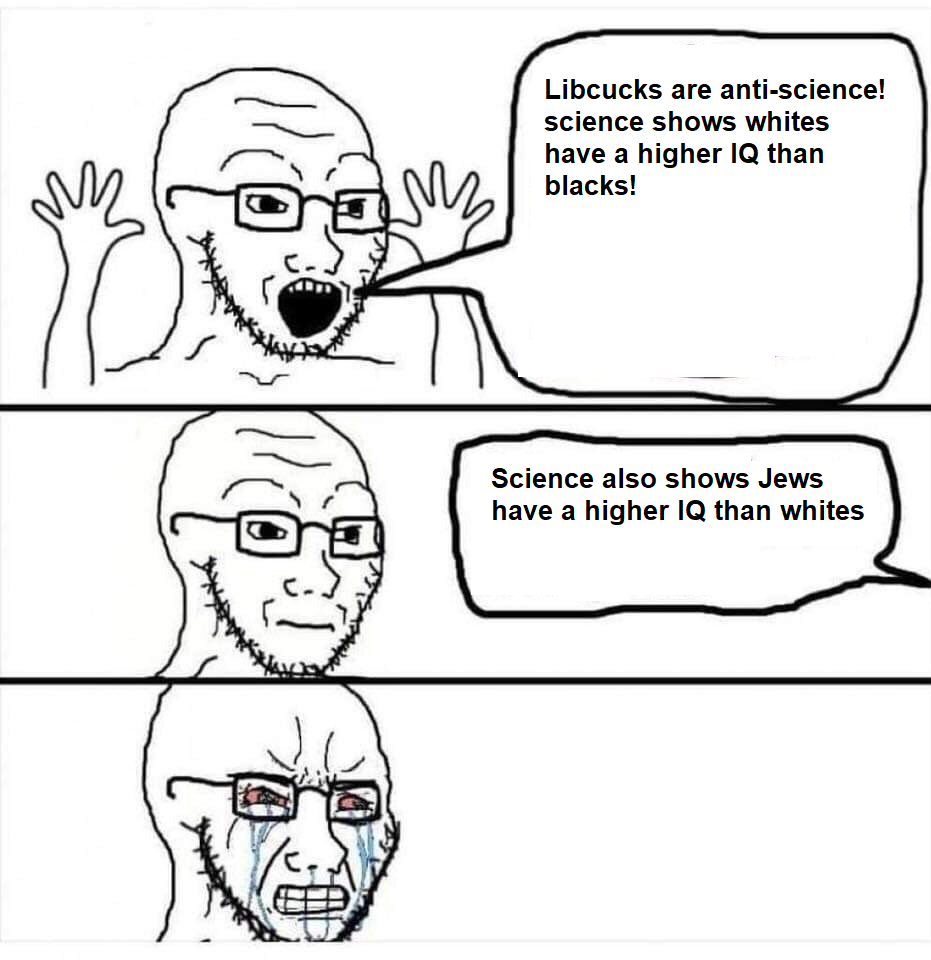 Libcucks are anti-science!
science shows whites
have a higher IQ than
blacks!
Science also shows Jews
have a higher IQ than whites